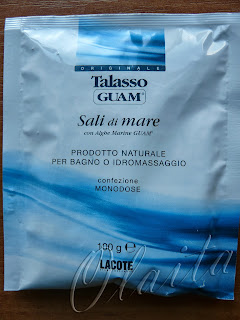 ORIGINALE
Talasso
GUAM®
Sali di mare
con Alghe Marine GUAM®
PRODOTTO NATURALE
PER BAGNO O IDROMASSAGGIO
confezione
MONODOSE
100 g ℮
LACOTE
Olaita